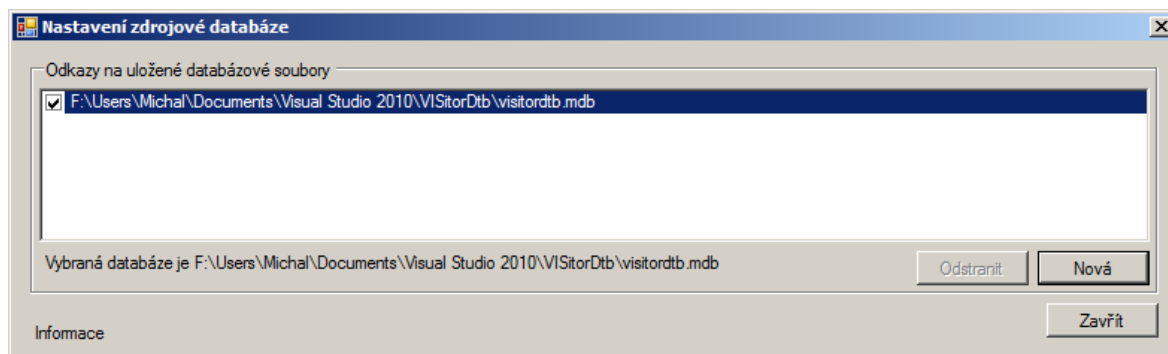 Nastavení zdrojové databáze
Odkazy na uložené databázové soubory
F:\Users\Michal\Documents\Visual Studio 2010\VISitorDtb\visitordtb.mdb
Vybraná databáze je F:\Users\Michal\Documents\Visual Studio 2010\VISitorDtb\visitordtb.mdb
Odstranit
Nová
Zavřít
Informace